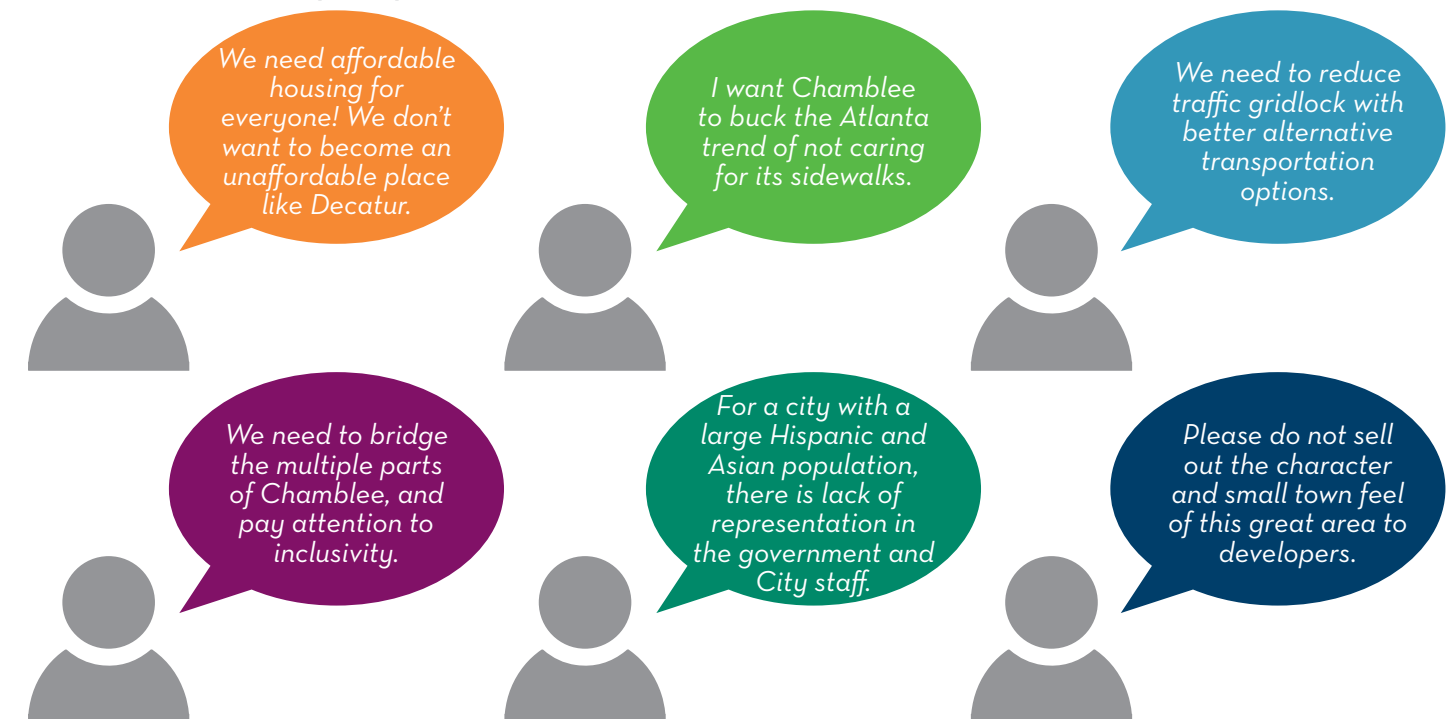 We need affordable
housing for
everyone! We don't
want to become an
unaffordable place
like Decatur.
I want Chamblee
to buck the Atlanta
trend of not caring
for its sidewalks.
We need to reduce
traffic gridlock with
better alternative
transportation
options.
We need to bridge
the multiple parts
of Chamblee, and
pay attention to
inclusivity.
For a city with a
large Hispanic and
Asian population,
there is lack of
representation in
the government and
City staff.
Please do not sell
out the character
and small town feel
of this great area to
developers.